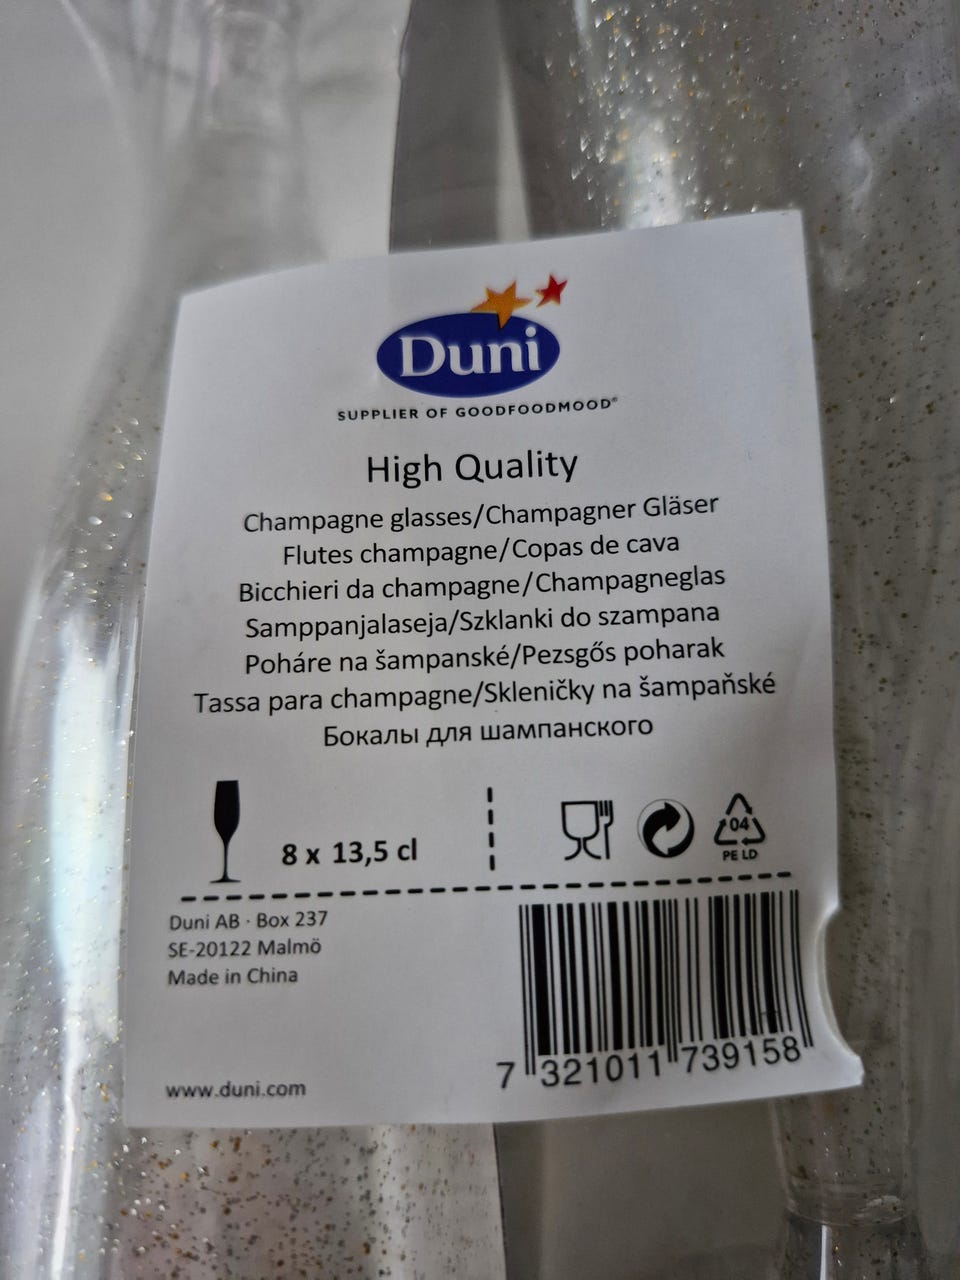 Duni
SUPPLIER OF GOODFOODMOOD®
High Quality
Champagne glasses/Champagner Gläser
Flutes champagne/Copas de cava
Bicchieri da champagne/Champagneglas
Samppanjalaseja/Szklanki do szampana
Poháre na šampanské/Pezsgős poharak
Tassa para champagne/Skleničky na šampaňské
Бокалы для шампанского
8 x 13,5 cl
04
PE LD
Duni AB · Box 237
SE-20122 Malmö
Made in China
www.duni.com
7 321011 739158